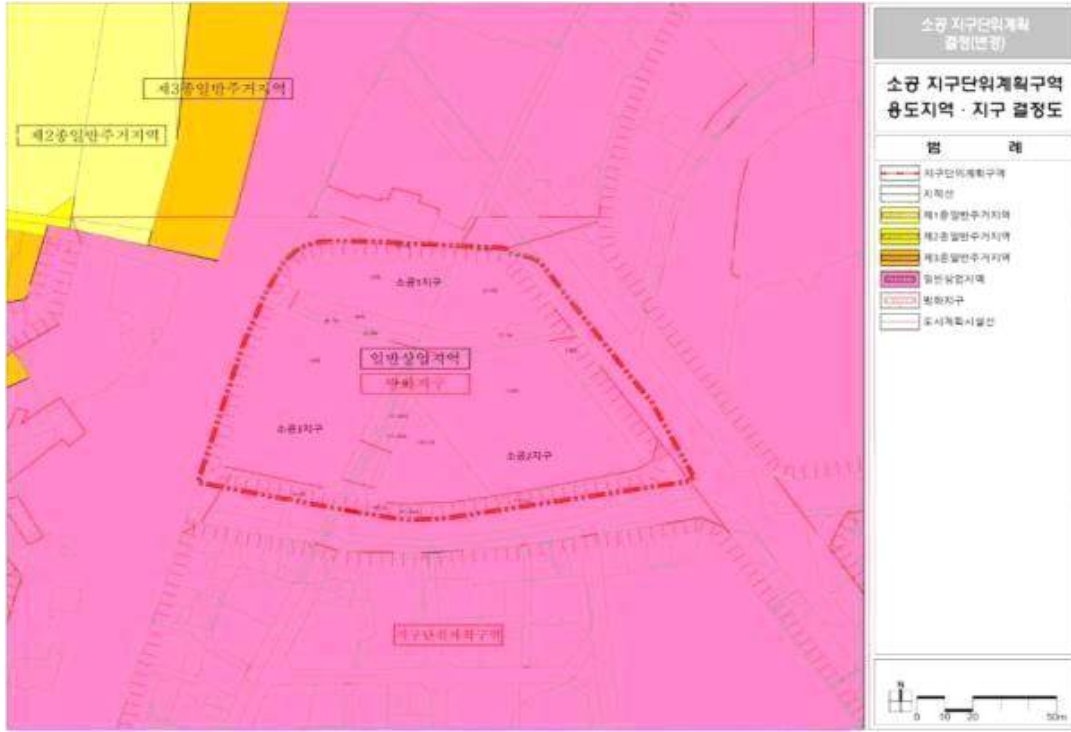 소공 지구단위계획
결정(변경)
소공 지구단위계획구역
용도지역 · 지구 결정도
범 례
지구단위계획구역
지적선
제1종일반주거지역
제2종일반주거지역
제3종일반주거지역
일반상업지역
방화지구
도시계획시설선
제3종일반주거지역
제2종일반주거지역
소공1지구
일반상업지역
방화지구
소공3지구
소공2지구
지구단위계획구역
N
0 10 20 50m